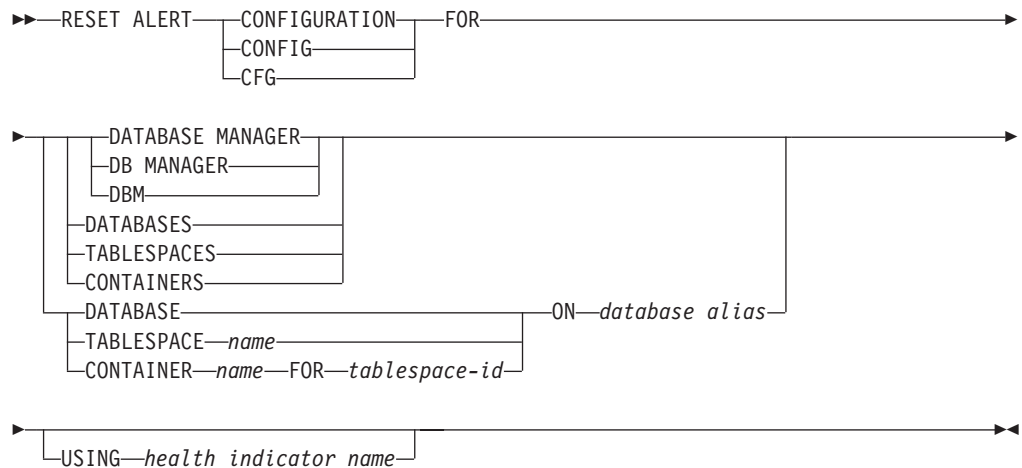 RESET ALERT CONFIGURATION FOR
CONFIG
CFG
DATABASE MANAGER
DB MANAGER
DBM
DATABASES
TABLESPACES
CONTAINERS
DATABASE ON database alias
TABLESPACE name
CONTAINER name FOR tablespace-id
USING health indicator name